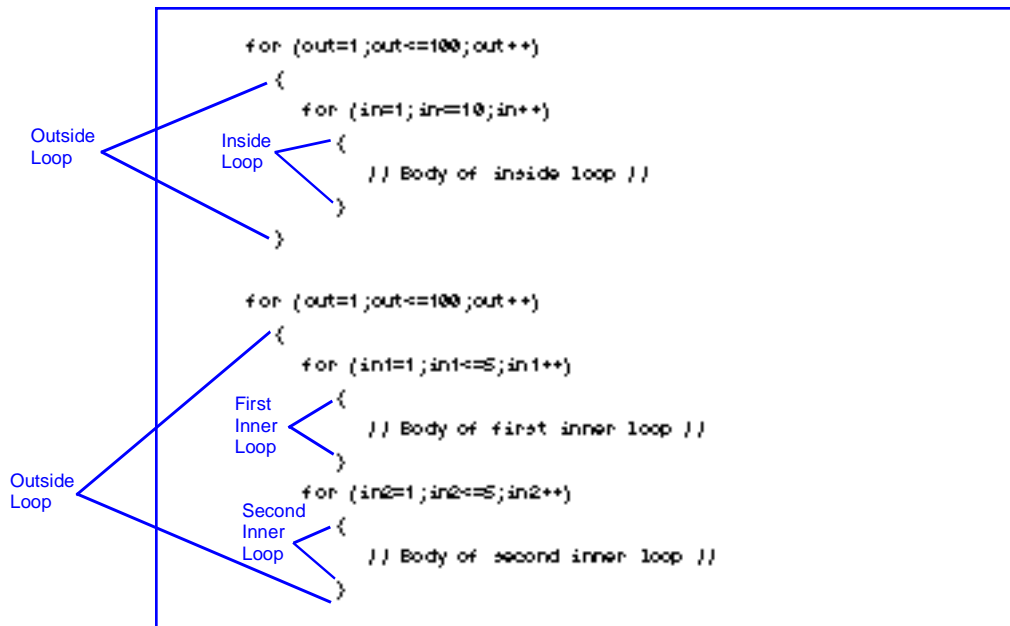 for (out=1;out<=100;out++)
{
for (in=1;in<=10;in++)
Outside
Loop
Inside
Loop
{
// Body of inside loop //
}
}
for (out=1;out<=100;out++)
{
for (in1=1;in1<=5;in1++)
First
Inner
Loop
{
// Body of first inner loop //
}
Outside
Loop
for (in2=1;in2<=5;in2++)
Second
Inner
Loop
{
// Body of second inner loop //
}